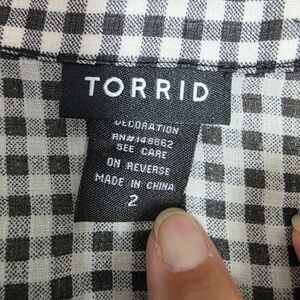 TORRID
DECORATION
RN#148662
SEE CARE
ON REVERSE
MADE IN CHINA
2